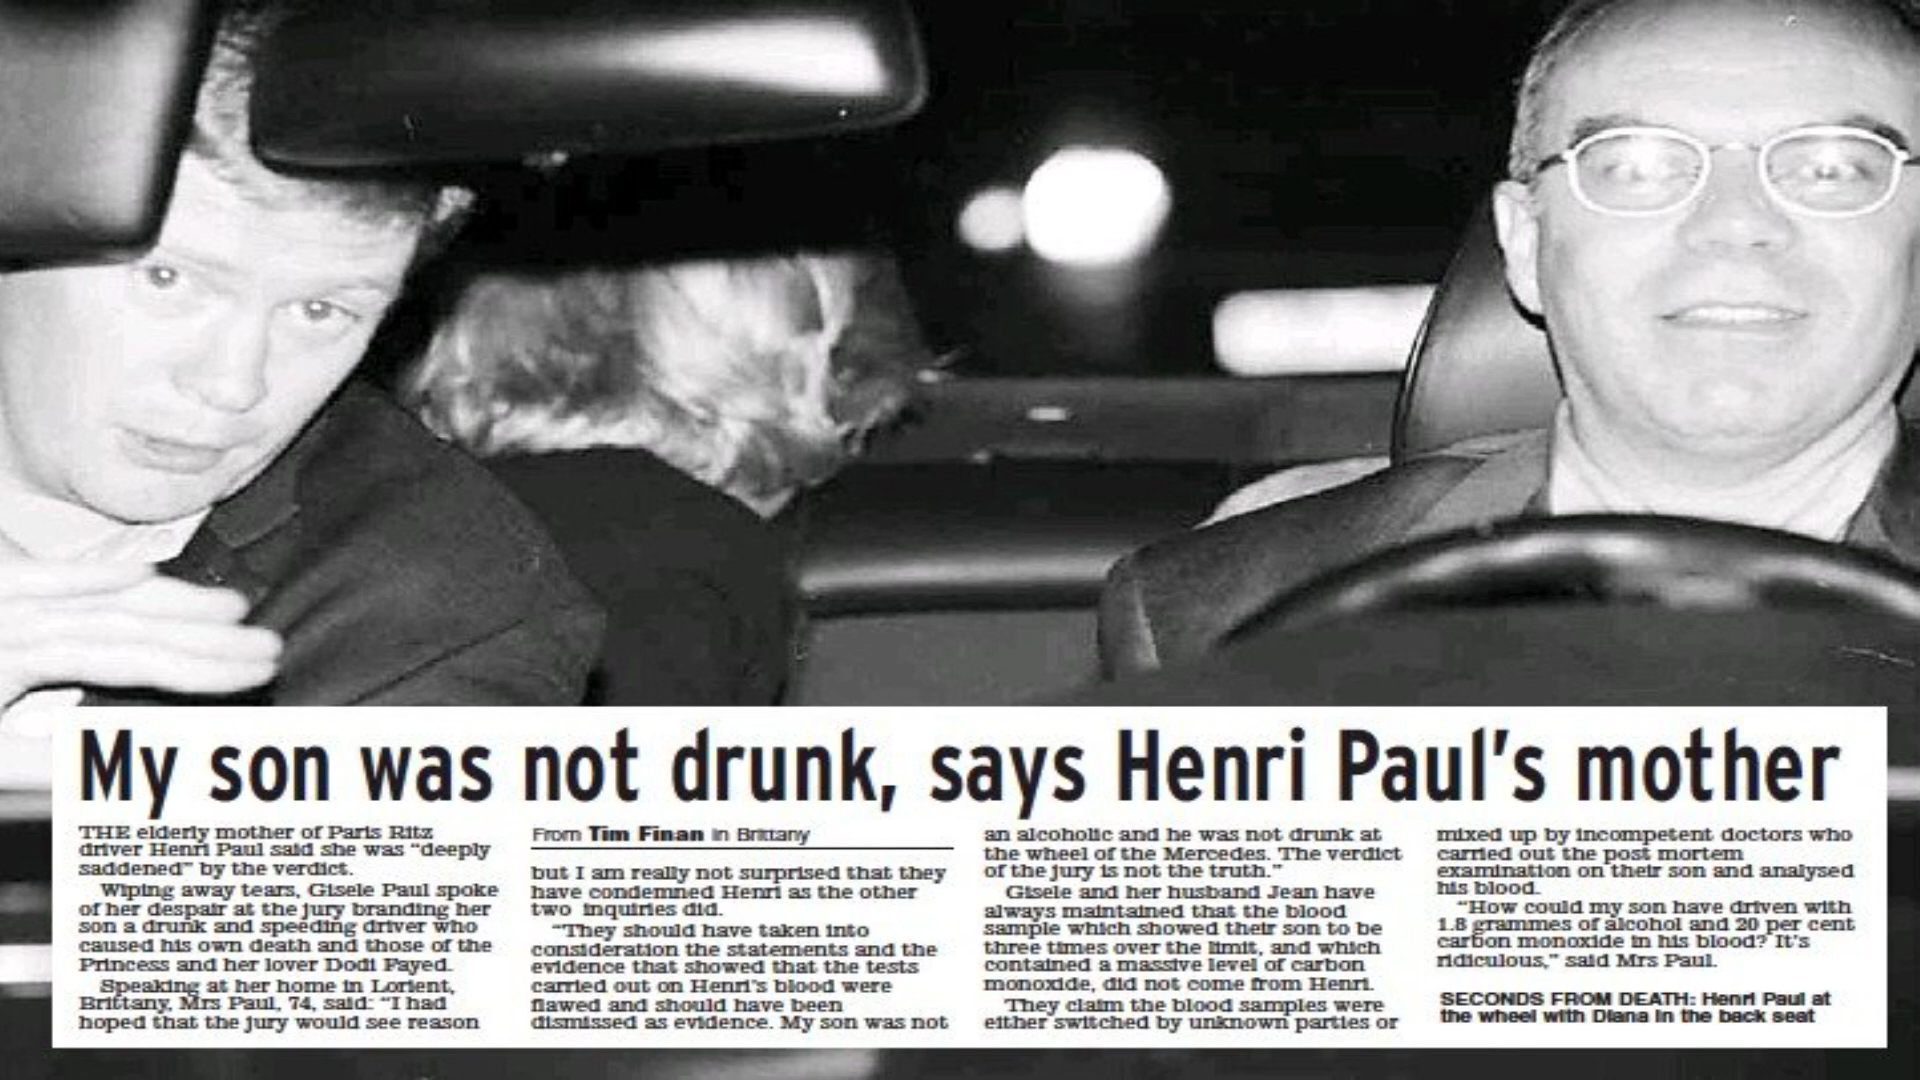 My son was not drunk, says Henri Paul's mother
THE elderly mother of Paris Ritz
driver Henri Paul said she was "deeply
saddened" by the verdict.
Wiping away tears, Gisele Paul spoke
of her despair at the jury branding her
son a drunk and speeding driver who
caused his own death and those of the
Princess and her lover Dodi Fayed.
Speaking at her home in Lorient,
Brittany, Mrs Paul, 74, said: "I had
hoped that the jury would see reason
From Tim Finan in Brittany
but I am really not surprised that they
have condemned Henri as the other
two inquiries did.
"They should have taken into
consideration the statements and the
evidence that showed that the tests
carried out on Henri's blood were
flawed and should have been
dismissed as evidence. My son was not
an alcoholic and he was not drunk at
the wheel of the Mercedes. The verdict
of the jury is not the truth."
Gisele and her husband Jean have
always maintained that the blood
sample which showed their son to be
three times over the limit, and which
contained a massive level of carbon
monoxide, did not come from Henri.
They claim the blood samples were
either switched by unknown parties or
mixed up by incompetent doctors who
carried out the post mortem
examination on their son and analysed
his blood.
"How could my son have driven with
1.8 grammes of alcohol and 20 per cent
carbon monoxide in his blood? It's
ridiculous," said Mrs Paul.
SECONDS FROM DEATH: Henri Paul at
the wheel with Diana in the back seat